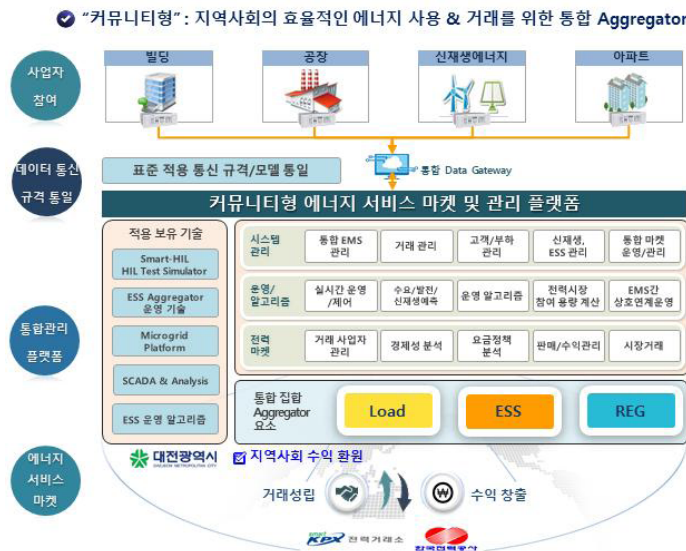 “커뮤니티형” : 지역사회의 효율적인 에너지 사용 & 거래를 위한 통합 Aggregator
사업자
참여
빌딩
공장
신재생에너지
아파트
데이터 통신
규격 통일
표준 적용 통신 규격/모델 통일
통합 Data Gateway
커뮤니티형 에너지 서비스 마켓 및 관리 플랫폼
통합관리
플랫폼
적용 보유 기술
Smart-HIL
HIL Test Simulator
ESS Aggregator
운영 기술
Microgrid
Platform
SCADA & Analysis
ESS 운영 알고리즘
시스템
관리
통합 EMS
관리
거래 관리
고객/부하
관리
신재생,
ESS 관리
통합 마켓
운영/관리
운영/
알고리즘
실시간 운영
/제어
수요/발전/
신재생예측
운영 알고리즘
전력시장
참여 용량 계산
EMS간
상호연계운영
전력
마켓
거래 사업자
관리
경제성 분석
요금정책
분석
판매/수익관리
시장거래
통합 집합
Aggregator
요소
Load
ESS
REG
에너지
서비스
마켓
대전광역시
DAEJEON METROPOLITAN CITY
지역사회 수익 환원
거래성립
수익 창출
KPX 전력거래소
한국전력공사